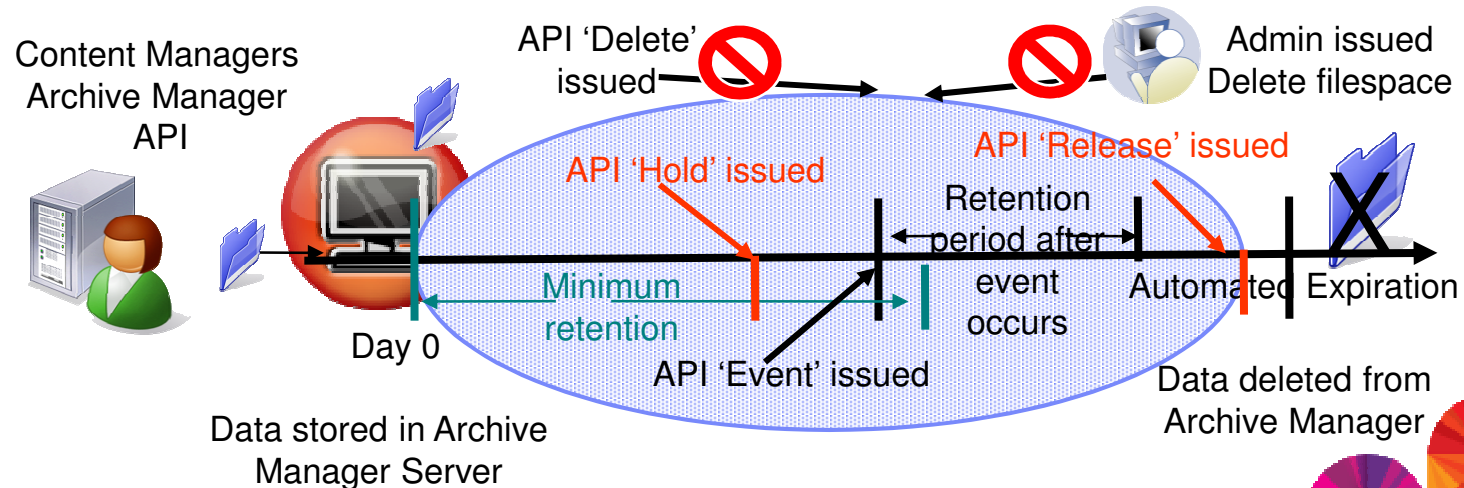 Content Managers
Archive Manager
API
API ‘Delete’
issued
Admin issued
Delete filespace
API ‘Hold’ issued
API ‘Release’ issued
Retention
period after
event
occurs
Minimum
retention
Automated Expiration
Day 0
API ‘Event’ issued
Data stored in Archive
Manager Server
Data deleted from
Archive Manager
X